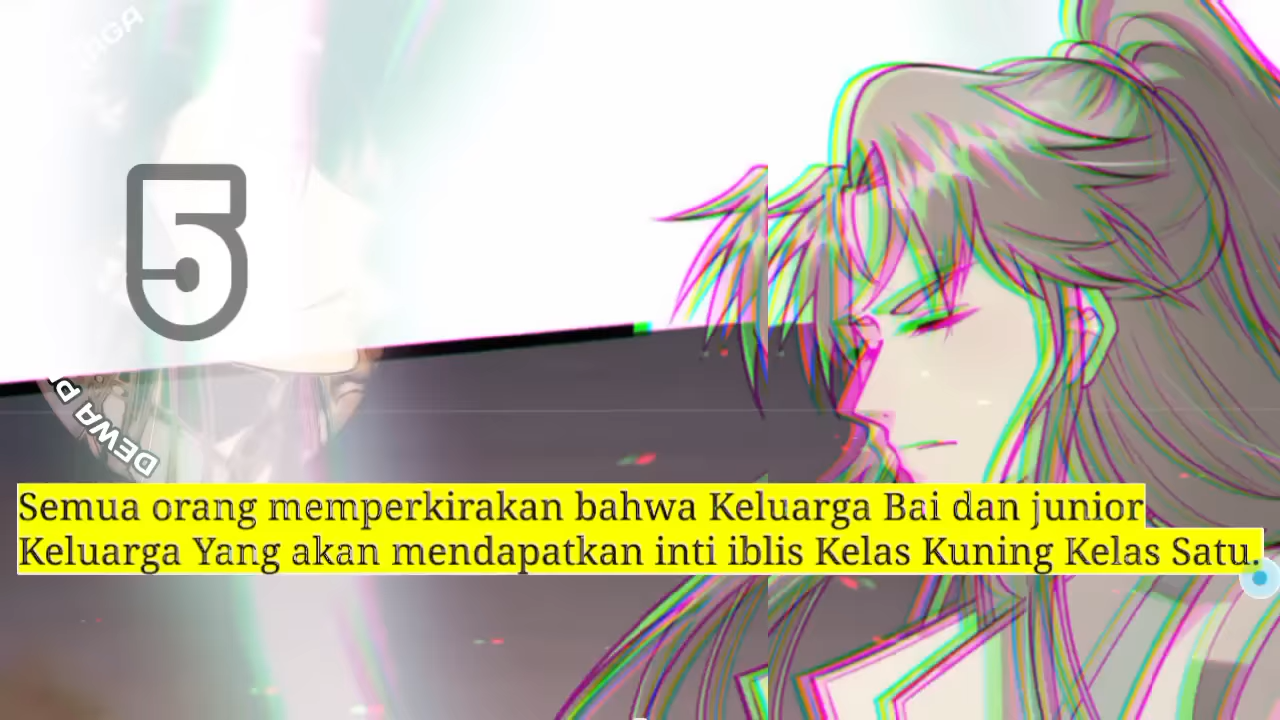 5
DEWA
Semua orang memperkirakan bahwa Keluarga Bai dan junior
Keluarga Yang akan mendapatkan inti iblis Kelas Kuning Kelas Satu.